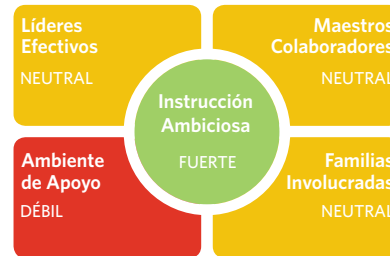 Líderes
Efectivos
NEUTRAL
Maestros
Colaboradores
NEUTRAL
Instrucción
Ambiciosa
FUERTE
Ambiente
de Apoyo
DÉBIL
Familias
Involucradas
NEUTRAL